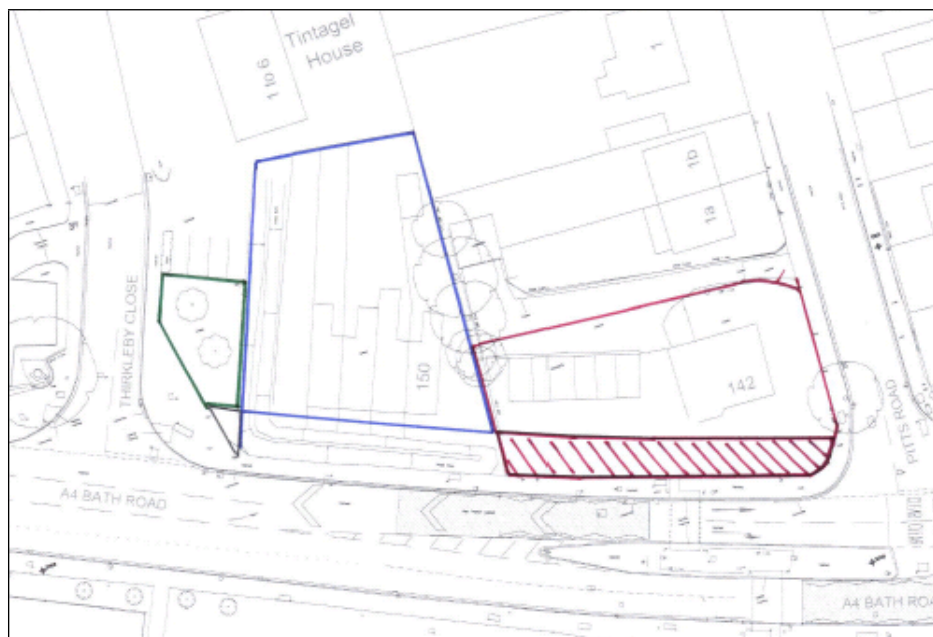 Tintagel
House
1 to 6
1
1b
1a
THIRKLEBY CLOSE
150
142
PITTS ROAD
A4 BATH ROAD
A4 BATH ROA